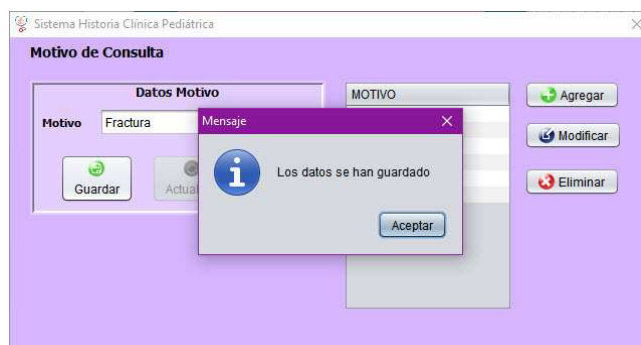 Sistema Historia Clínica Pediátrica
Motivo de Consulta
Datos Motivo
Motivo
Fractura
Guardar
Actual
MOTIVO
Agregar
Modificar
Eliminar
Mensaje
Los datos se han guardado
Aceptar